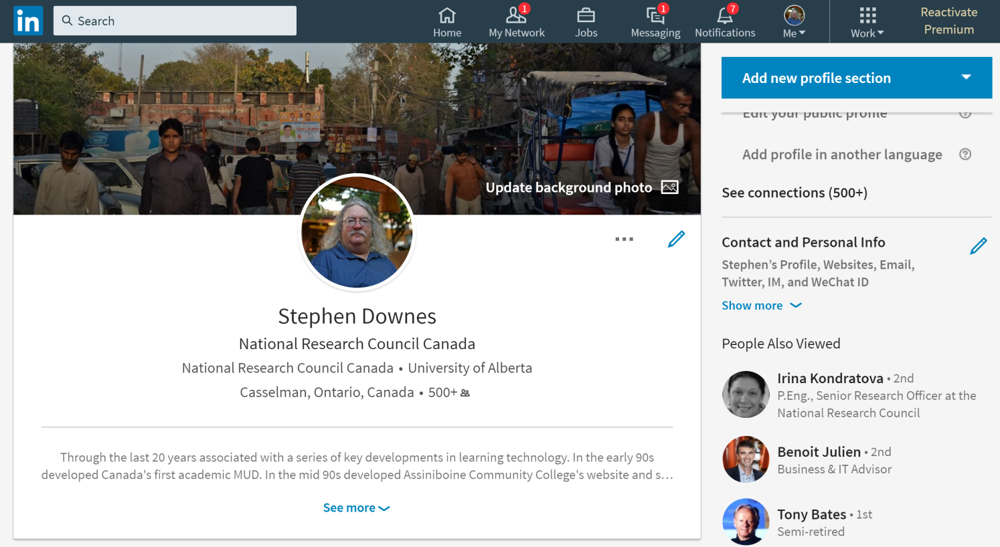 in
Search
Home
1
My Network
Jobs
1
Messaging
7
Notifications
Me
Work
Reactivate
Premium
Update background photo
Stephen Downes
National Research Council Canada
National Research Council Canada • University of Alberta
Casselman, Ontario, Canada • 500+
Through the last 20 years associated with a series of key developments in learning technology. In the early 90s
developed Canada's first academic MUD. In the mid 90s developed Assiniboine Community College's website and s...
See more
Add new profile section
Edit your public profile
?
Add profile in another language
?
See connections (500+)
Contact and Personal Info
Stephen’s Profile, Websites, Email,
Twitter, IM, and WeChat ID
Show more
People Also Viewed
Irina Kondratova • 2nd
P.Eng., Senior Research Officer at the
National Research Council
Benoit Julien • 2nd
Business & IT Advisor
Tony Bates • 1st
Semi-retired